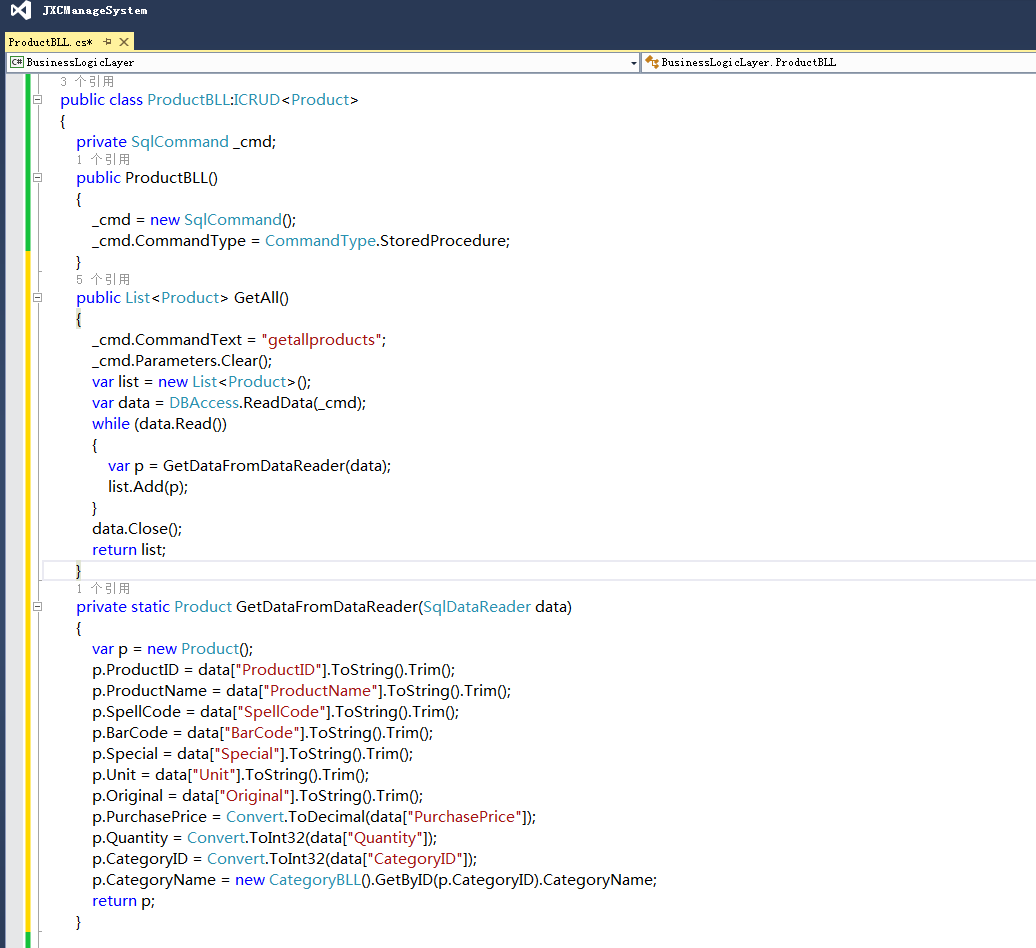 JXCManageSystem
ProductBLL.cs*
BusinessLogicLayer
BusinessLogicLayer.ProductBLL
3 个引用
public class ProductBLL:ICRUD<Product>
{
private SqlCommand _cmd;
1 个引用
public ProductBLL()
{
_cmd = new SqlCommand();
_cmd.CommandType = CommandType.StoredProcedure;
}
5 个引用
public List<Product> GetAll()
{
_cmd.CommandText = "getallproducts";
_cmd.Parameters.Clear();
var list = new List<Product>();
var data = DBAccess.ReadData(_cmd);
while (data.Read())
{
var p = GetDataFromDataReader(data);
list.Add(p);
}
data.Close();
return list;
}
1 个引用
private static Product GetDataFromDataReader(SqlDataReader data)
{
var p = new Product();
p.ProductID = data["ProductID"].ToString().Trim();
p.ProductName = data["ProductName"].ToString().Trim();
p.SpellCode = data["SpellCode"].ToString().Trim();
p.BarCode = data["BarCode"].ToString().Trim();
p.Special = data["Special"].ToString().Trim();
p.Unit = data["Unit"].ToString().Trim();
p.Original = data["Original"].ToString().Trim();
p.PurchasePrice = Convert.ToDecimal(data["PurchasePrice"]);
p.Quantity = Convert.ToInt32(data["Quantity"]);
p.CategoryID = Convert.ToInt32(data["CategoryID"]);
p.CategoryName = new CategoryBLL().GetByID(p.CategoryID).CategoryName;
return p;
}